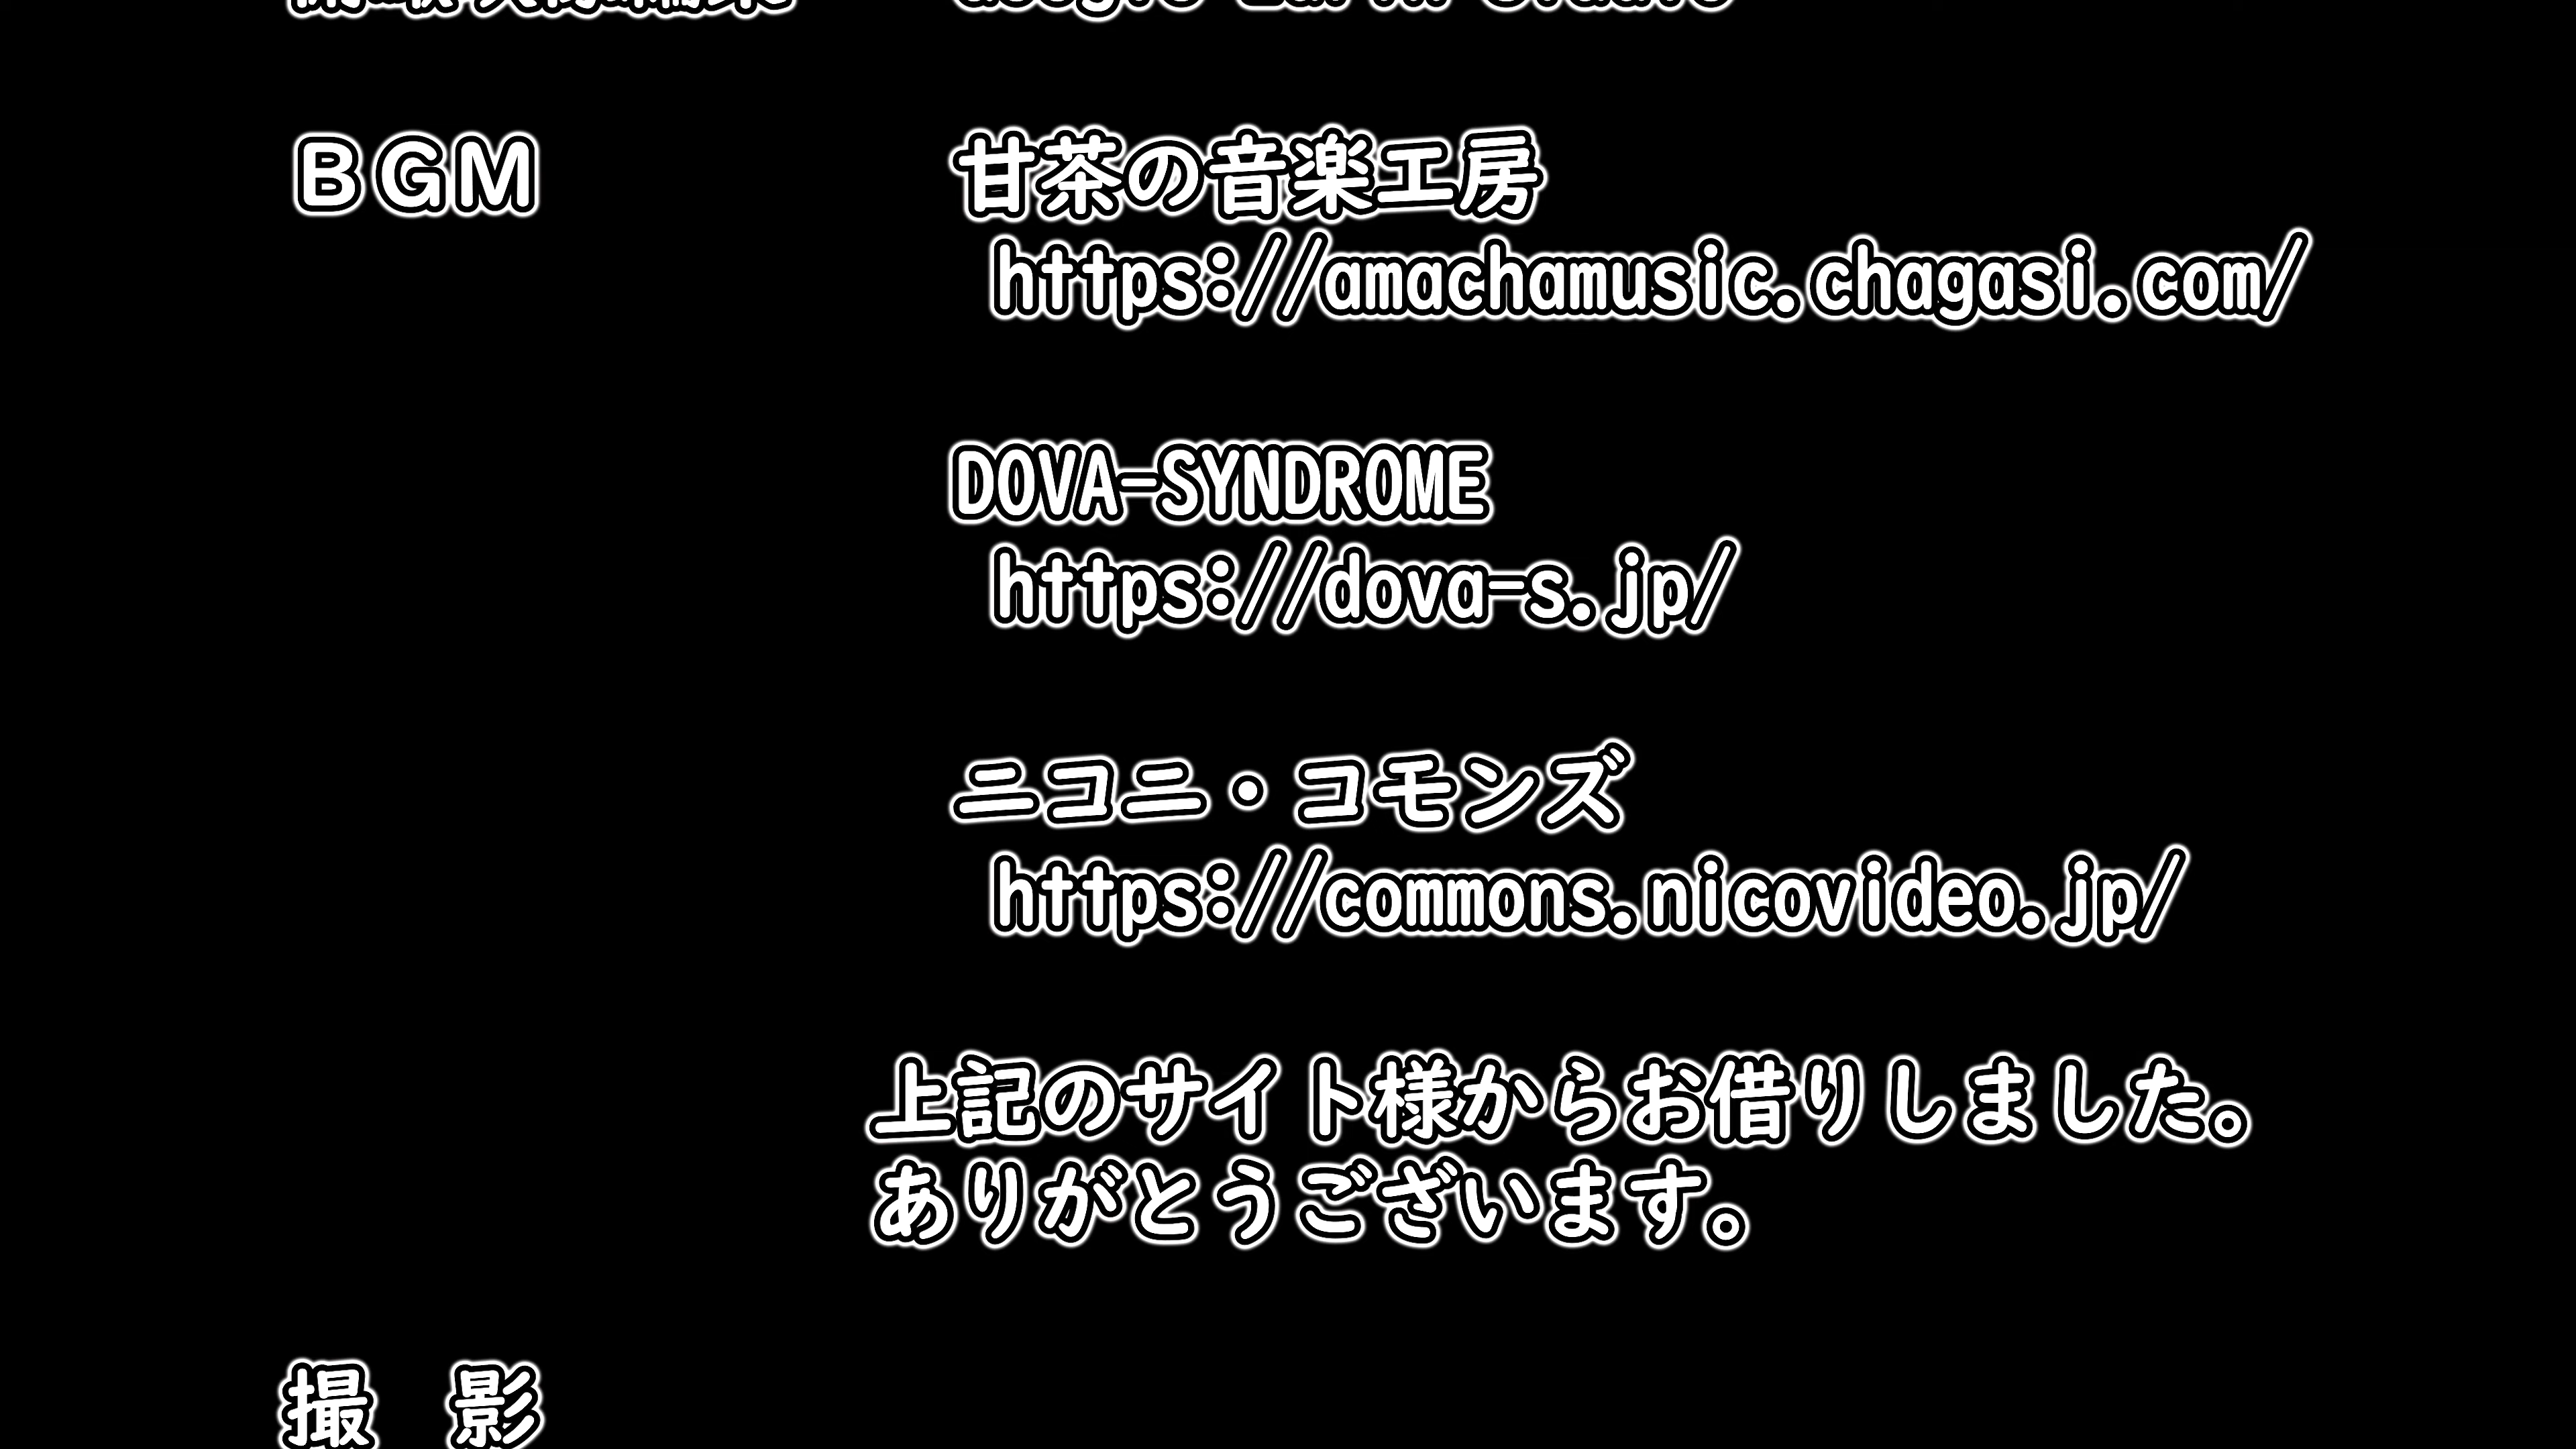 BGM 甘茶の音楽工房
https://amachamusic.chagasi.com/
DOVA-SYNDROME
https://dova-s.jp/
ニコニ・コモンズ
https://commons.nicovideo.jp/
上記のサイト様からお借りしました。
ありがとうございます。
撮　影